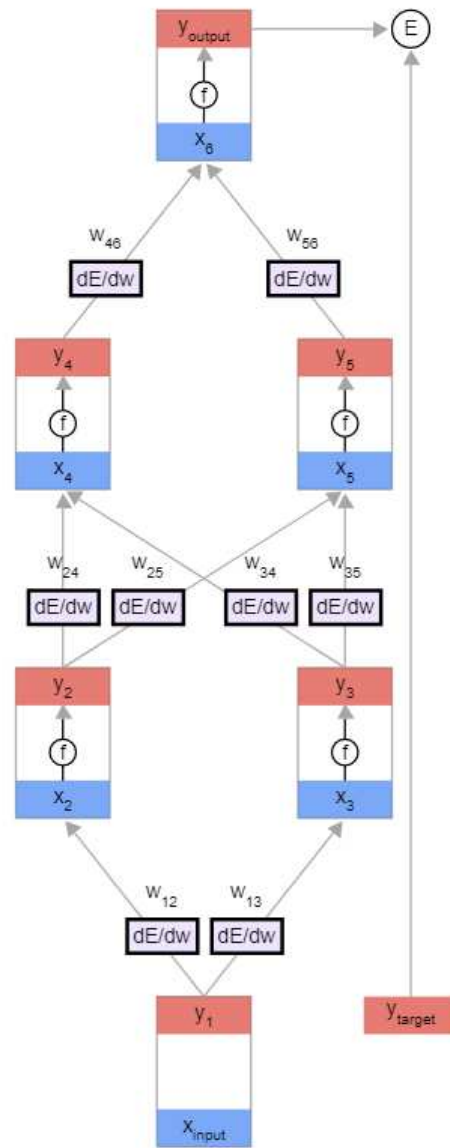 y_output E
f
x_6
w_46 w_56
dE/dw dE/dw
y_4 y_5
f f
x_4 x_5
w_24 w_25 w_34 w_35
dE/dw dE/dw dE/dw dE/dw
y_2 y_3
f f
x_2 x_3
w_12 w_13
dE/dw dE/dw
y_1 y_target
x_input